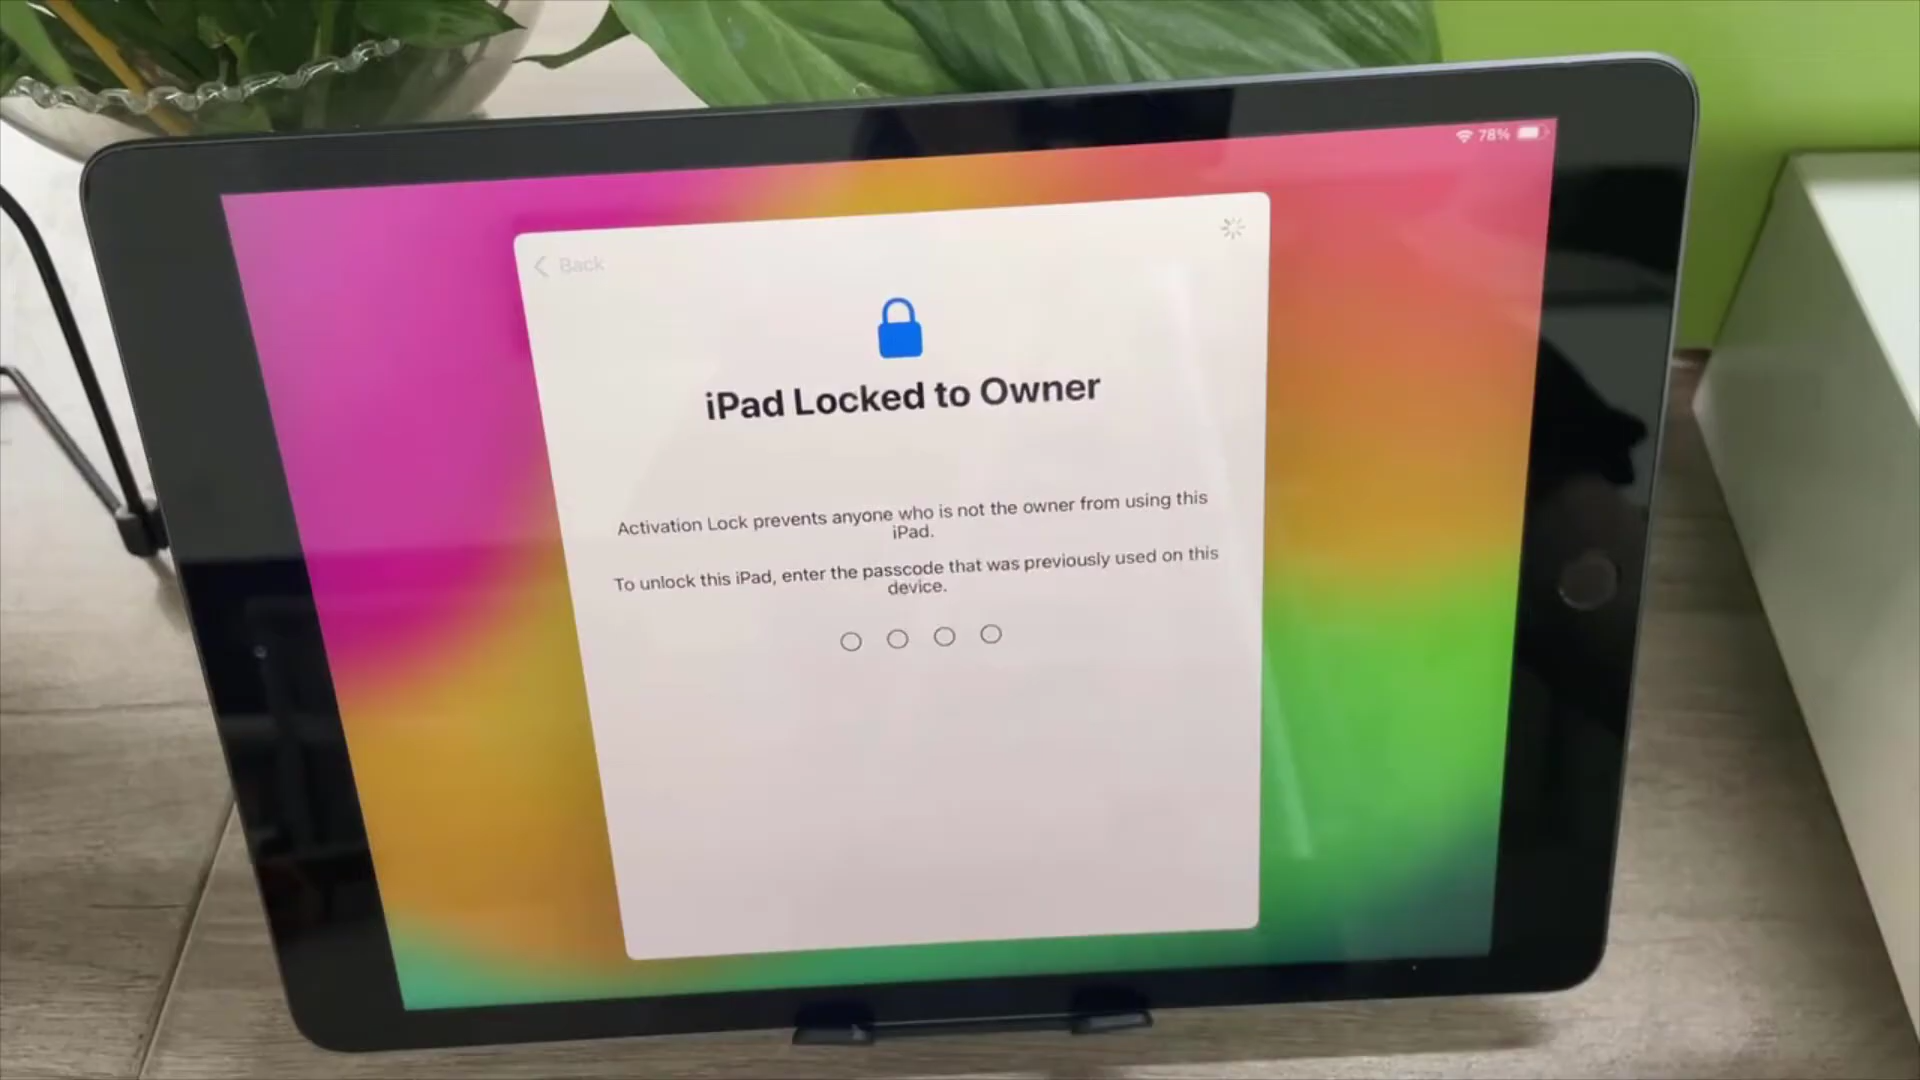 78%
Back
iPad Locked to Owner
Activation Lock prevents anyone who is not the owner from using this
iPad.
To unlock this iPad, enter the passcode that was previously used on this
device.